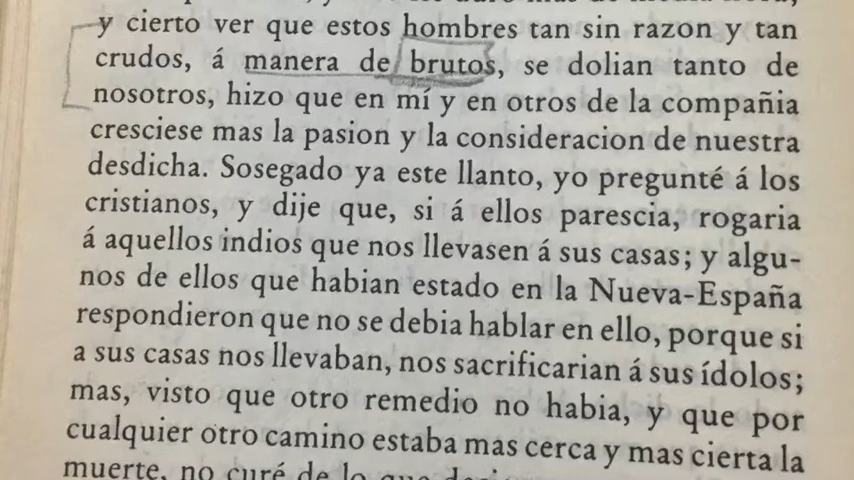 y cierto ver que estos hombres tan sin razon y tan
crudos, á manera de brutos, se dolian tanto de
nosotros, hizo que en mí y en otros de la compañia
cresciese mas la pasion y la consideracion de nuestra
desdicha. Sosegado ya este llanto, yo pregunté á los
cristianos, y dije que, si á ellos parescia, rogaria
á aquellos indios que nos llevasen á sus casas; y algu-
nos de ellos que habian estado en la Nueva-España
respondieron que no se debia hablar en ello, porque si
a sus casas nos llevaban, nos sacrificarian á sus ídolos;
mas, visto que otro remedio no habia, y que por
cualquier otro camino estaba mas cerca y mas cierta la
muerte, no curé de lo que